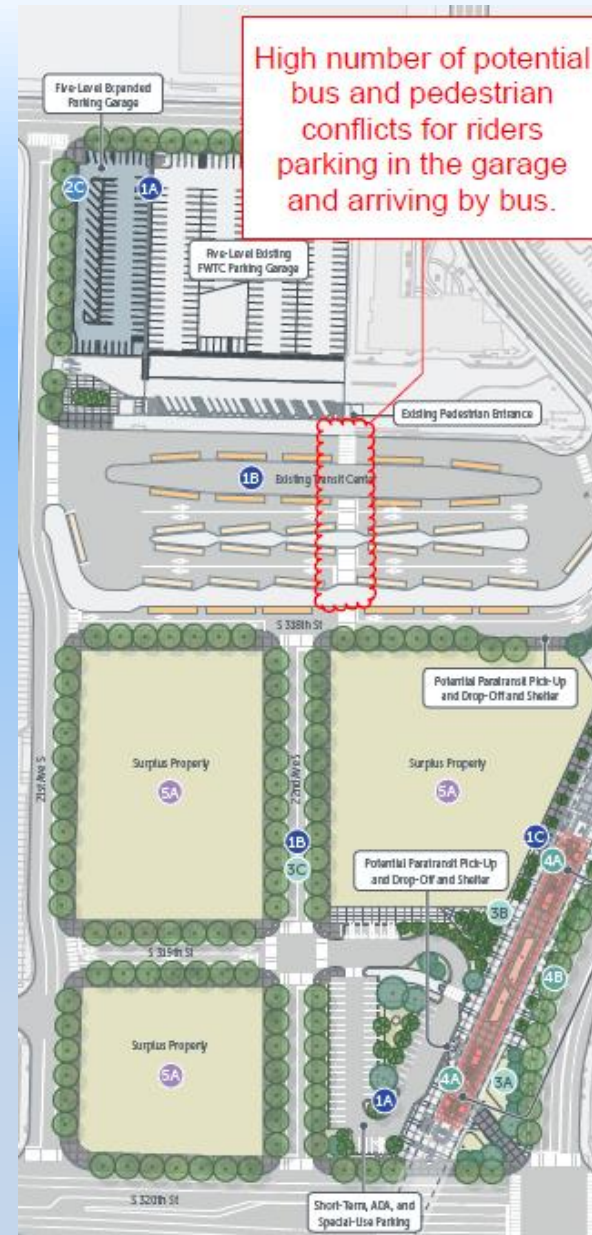 High number of potential
bus and pedestrian
conflicts for riders
parking in the garage
and arriving by bus.
Five-Level Expanded
Parking Garage
2C
1A
Five-Level Existing
FWTC Parking Garage
Existing Pedestrian Entrance
1B
Existing Transit Center
S 318th St
Potential Paratransit Pick-Up
and Drop-Off and Shelter
21st Ave S
Surplus Property
5A
22nd Ave S
Surplus Property
5A
1B
3C
1C
4A
Potential Paratransit Pick-Up
and Drop-Off and Shelter
3B
S 319th St
4B
Surplus Property
5A
4A
3A
1A
S 320th St
Short-Term, ADA, and
Special-Use Parking